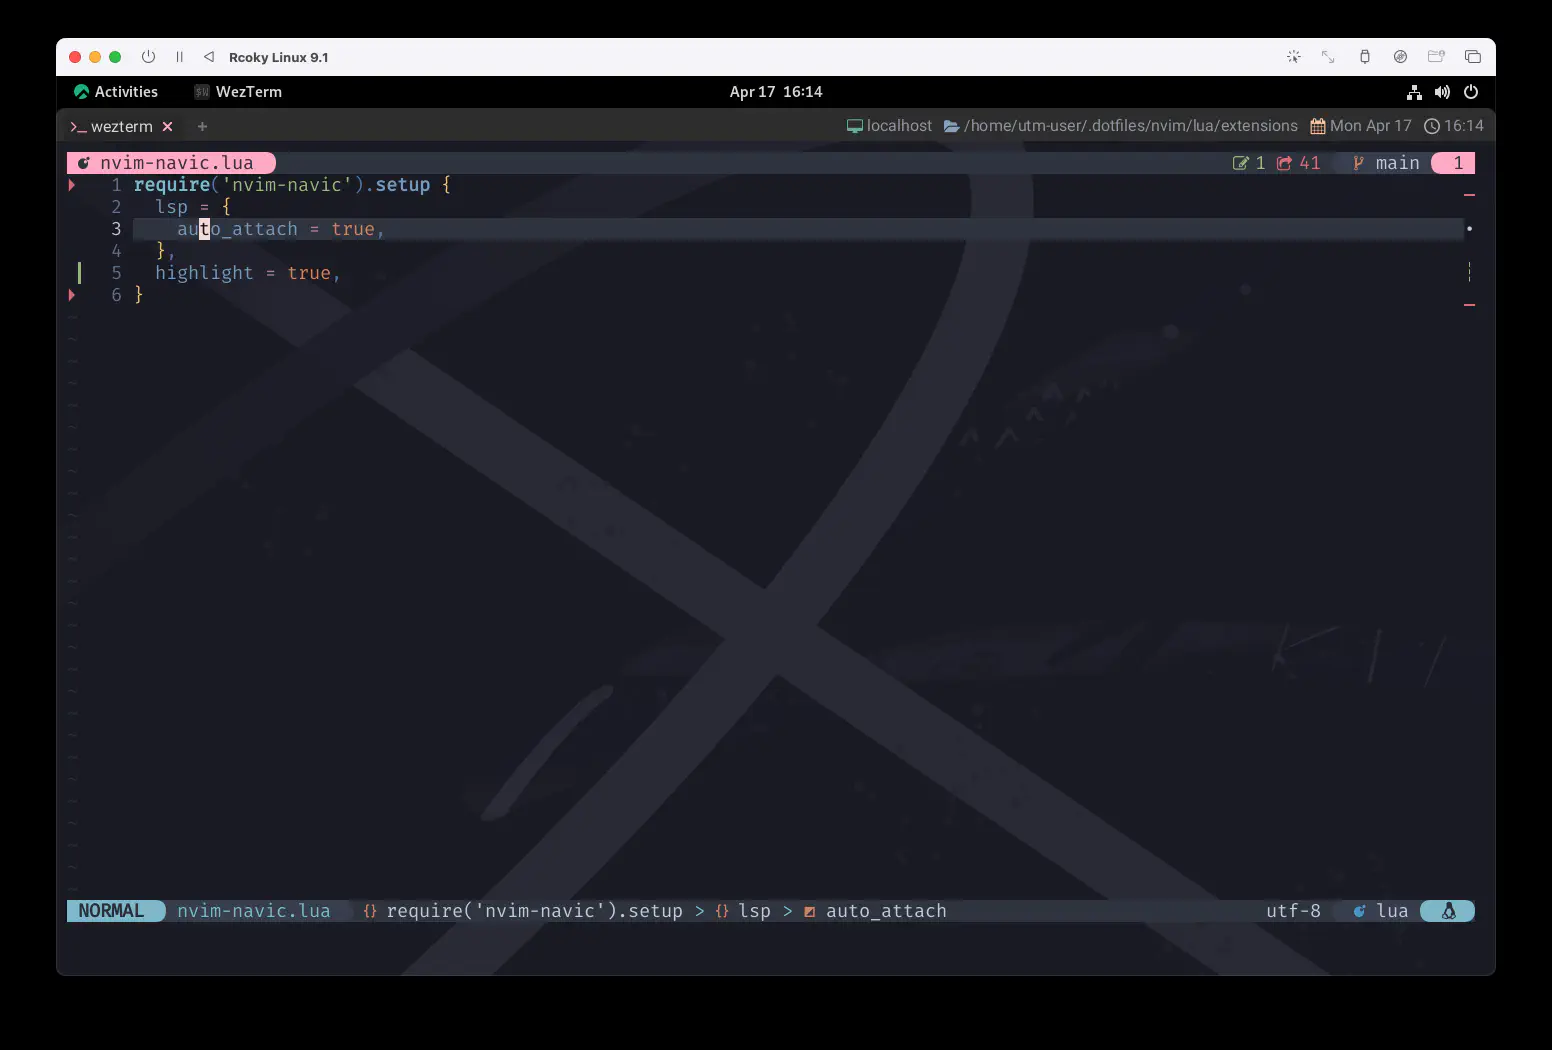 Rcoky Linux 9.1
Activities WezTerm Apr 17 16:14
>_ wezterm × + localhost /home/utm-user/.dotfiles/nvim/lua/extensions Mon Apr 17 16:14
nvim-navic.lua 1 41 main 1
1 require('nvim-navic').setup {
2 lsp = {
3 auto_attach = true,
4 },
5 highlight = true,
6 }
NORMAL nvim-navic.lua {} require('nvim-navic').setup > {} lsp > auto_attach utf-8 lua